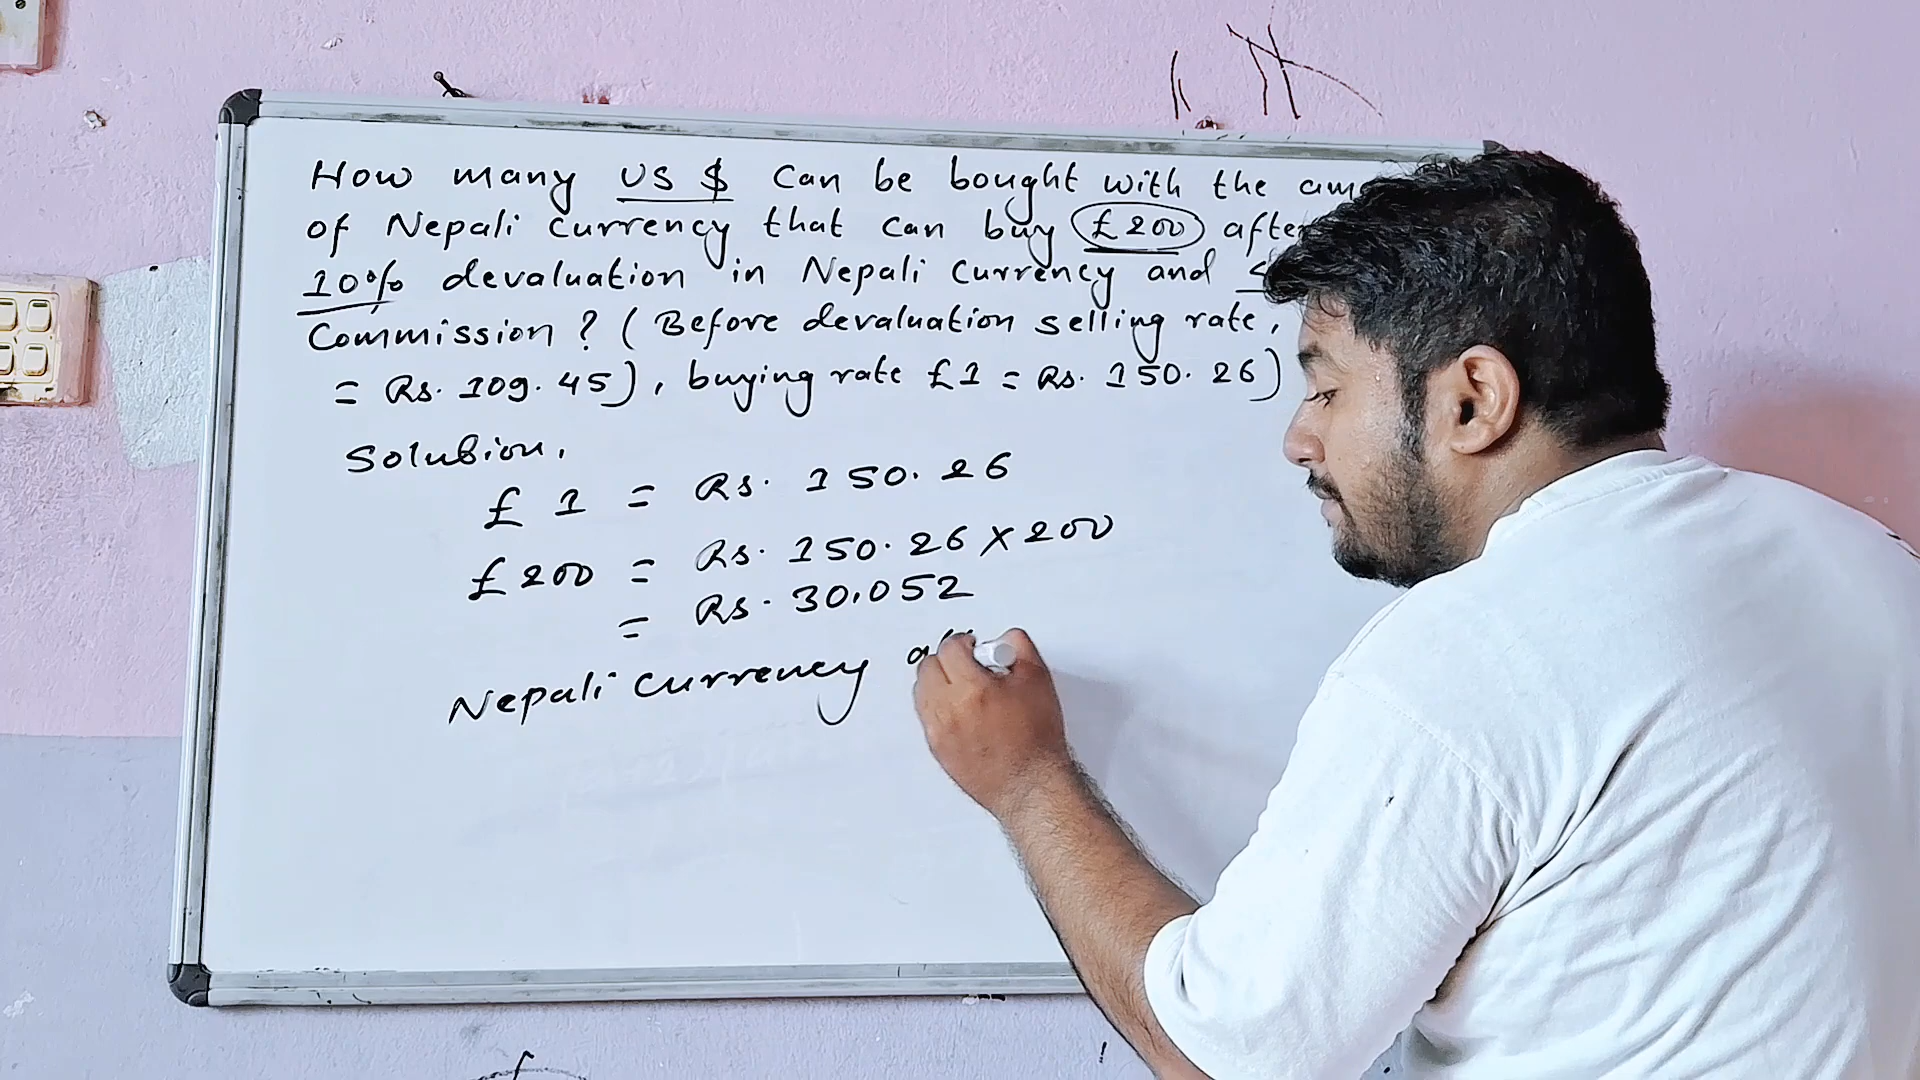 How many US $ can be bought with the
of Nepali currency that can buy £200 after
10% devaluation in Nepali currency and
Commission? (Before devaluation selling rate,
= Rs. 109.45), buying rate £1 = Rs. 150.26)
Solution,
£ 1 = Rs. 150.26
£200 = Rs. 150.26 × 200
= Rs. 30,052
Nepali currency